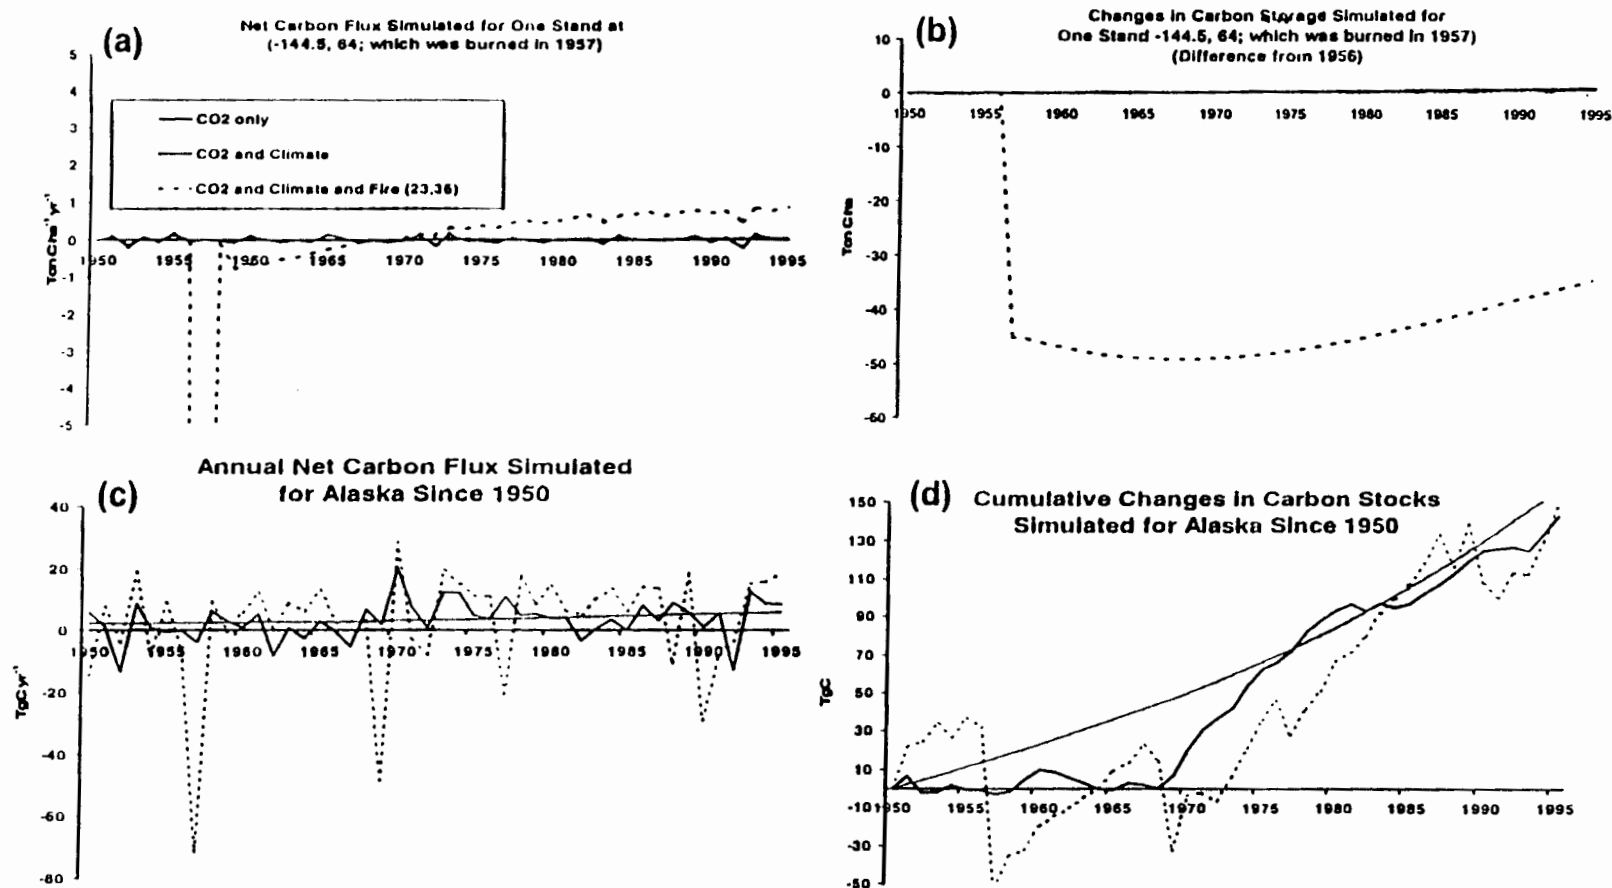 (a)
Net Carbon Flux Simulated for One Stand at
(-144.5, 64; which was burned in 1957)
5
4
3
2
1
0
-1
-2
-3
-4
-5
Ton C ha⁻¹ yr⁻¹
CO2 only
CO2 and Climate
CO2 and Climate and Fire (23,36)
1950 1955 1960 1965 1970 1975 1980 1985 1990 1995
(b)
Changes in Carbon Storage Simulated for
One Stand -144.5, 64; which was burned in 1957)
(Difference from 1956)
10
0
-10
-20
-30
-40
-50
-60
Ton C ha
1950 1955 1960 1965 1970 1975 1980 1985 1990 1995
(c)
Annual Net Carbon Flux Simulated
for Alaska Since 1950
40
20
0
-20
-40
-60
-80
TgC yr⁻¹
1950 1955 1960 1965 1970 1975 1980 1985 1990 1995
(d)
Cumulative Changes in Carbon Stocks
Simulated for Alaska Since 1950
150
130
110
90
70
50
30
10
-10
-30
-50
TgC
1950 1955 1960 1965 1970 1975 1980 1985 1990 1995